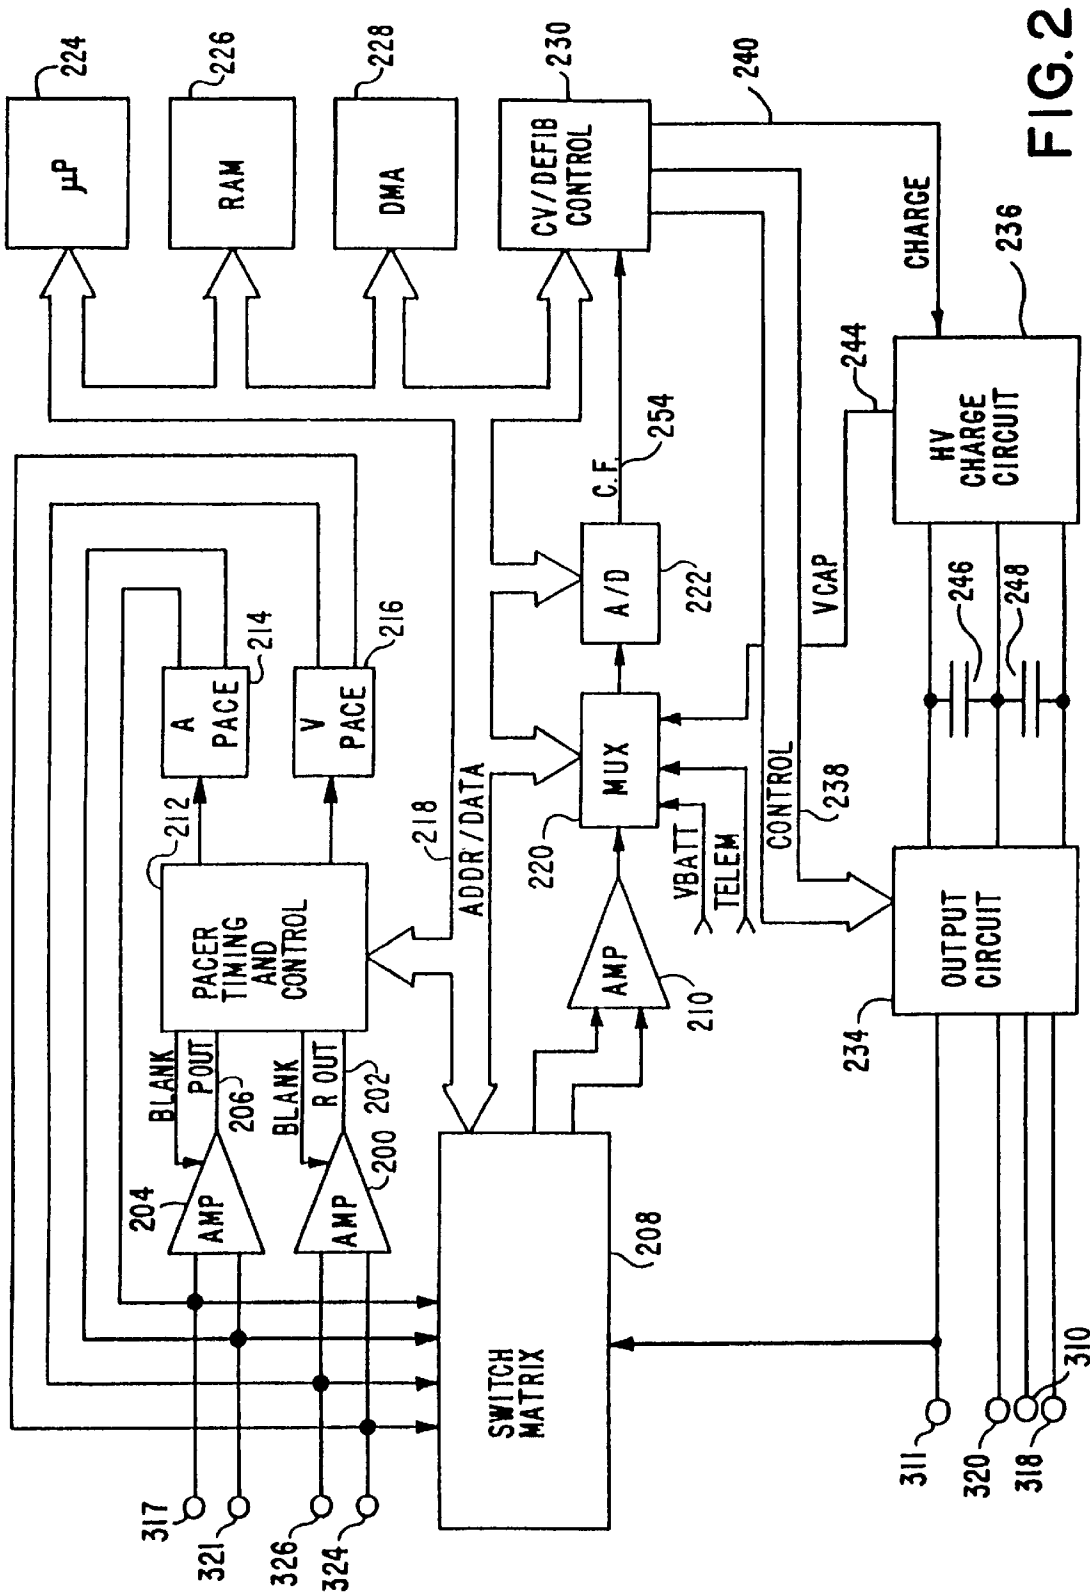 317
321
326
324
204
AMP
BLANK
POUT
206
AMP
200
BLANK
R OUT
202
PACER
TIMING
AND
CONTROL
212
A
PACE
214
V
PACE
216
218
ADDR/DATA
224
μP
226
RAM
228
DMA
230
CV/DEFIB
CONTROL
SWITCH
MATRIX
208
AMP
210
220
MUX
A/D
222
C.F.
254
VBATT
TELEM
CONTROL
238
VCAP
244
240
CHARGE
311
320
310
318
234
OUTPUT
CIRCUIT
246
248
HV
CHARGE
CIRCUIT
236
FIG. 2